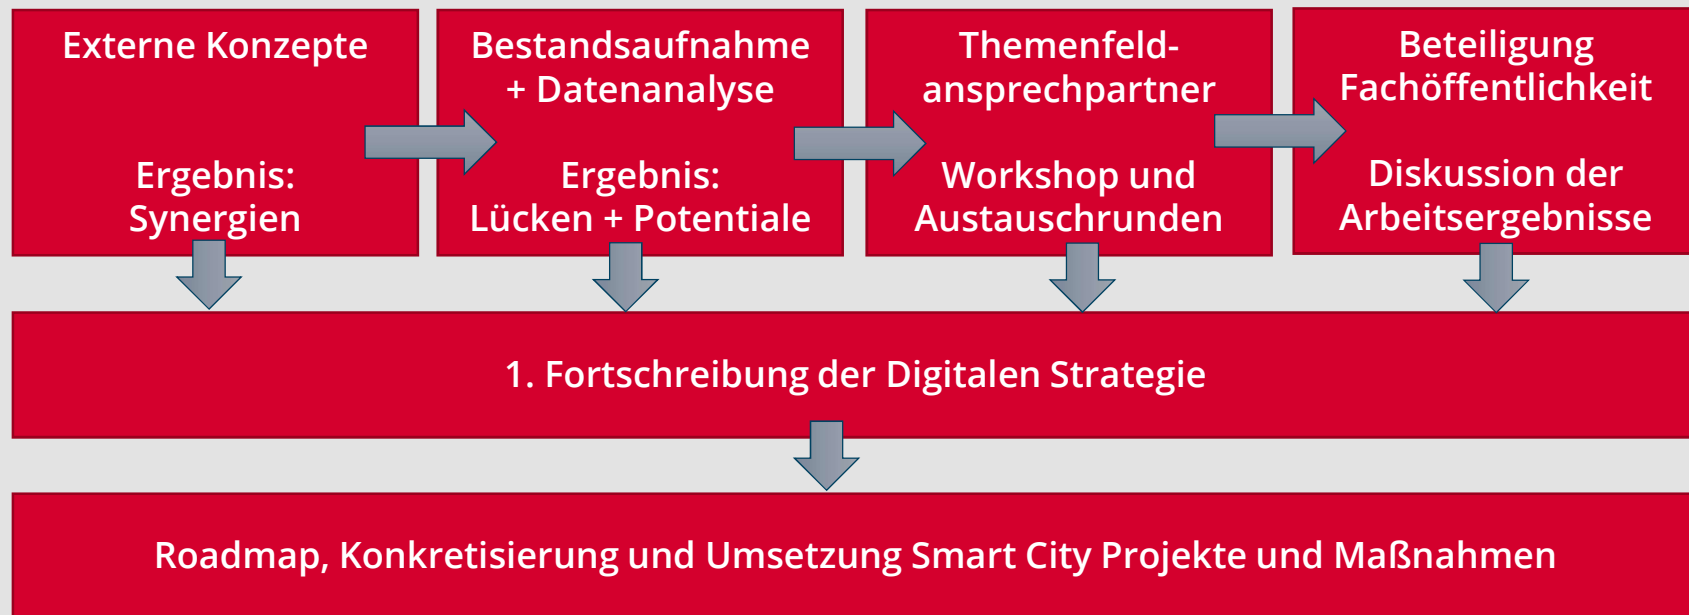 Externe Konzepte
Ergebnis:
Synergien
Bestandsaufnahme
+ Datenanalyse
Ergebnis:
Lücken + Potentiale
Themenfeld-
ansprechpartner
Workshop und
Austauschrunden
Beteiligung
Fachöffentlichkeit
Diskussion der
Arbeitsergebnisse
1. Fortschreibung der Digitalen Strategie
Roadmap, Konkretisierung und Umsetzung Smart City Projekte und Maßnahmen